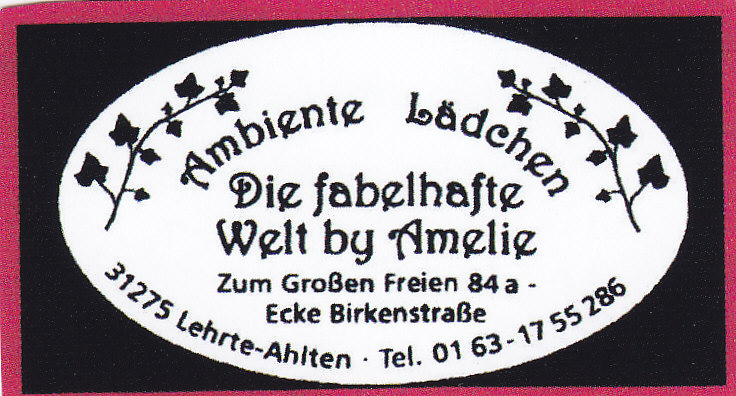 Ambiente Lädchen
Die fabelhafte
Welt by Amelie
Zum Großen Freien 84 a -
Ecke Birkenstraße
31275 Lehrte-Ahlten · Tel. 01 63 - 17 55 286